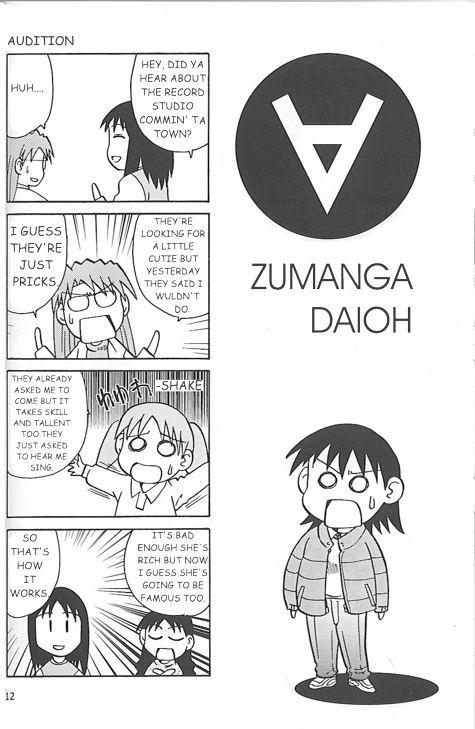 AUDITION
HEY, DID YA
HEAR ABOUT
THE RECORD
STUDIO
COMMIN' TA
TOWN?
HUH....
THEY'RE
LOOKING FOR
A LITTLE
CUTIE BUT
YESTERDAY
THEY SAID I
WULDN'T
DO.
I GUESS
THEY'RE
JUST
PRICKS.
-SHAKE
THEY ALREADY
ASKED ME TO
COME BUT IT
TAKES SKILL
AND TALLENT
TOO.THEY
JUST ASKED
TO HEAR ME
SING.
IT'S BAD
ENOUGH SHE'S
RICH BUT NOW
I GUESS SHE'S
GOING TO BE
FAMOUS TOO.
SO
THAT'S
HOW
IT
WORKS.
12
ZUMANGA
DAIOH